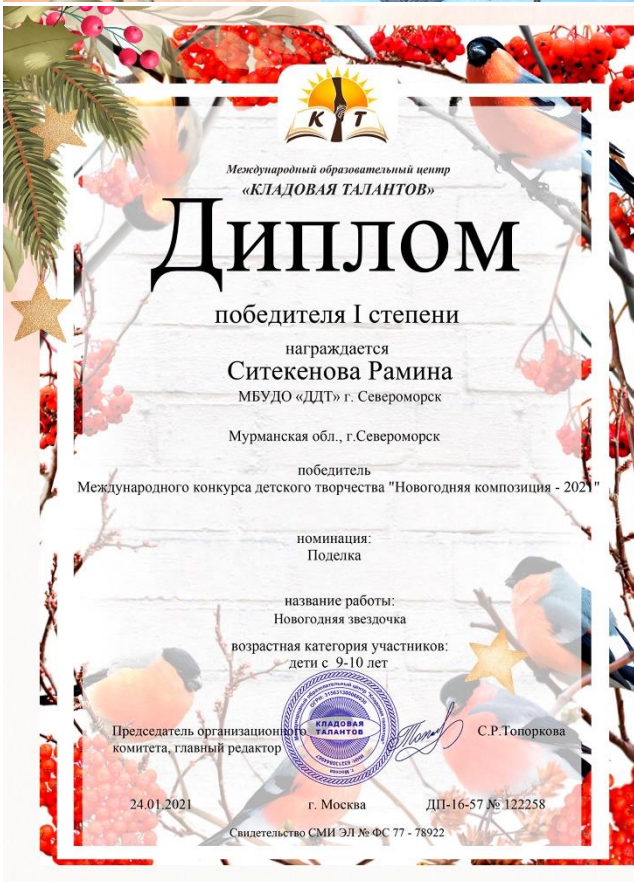 К Т
Международный образовательный центр
«КЛАДОВАЯ ТАЛАНТОВ»
Диплом
победителя I степени
награждается
Ситекенова Рамина
МБУДО «ДДТ» г. Североморск
Мурманская обл., г.Североморск
победитель
Международного конкурса детского творчества "Новогодняя композиция - 2021"
номинация:
Поделка
название работы:
Новогодняя звездочка
возрастная категория участников:
дети с 9-10 лет
КЛАДОВАЯ
ТАЛАНТОВ
г. Москва
Председатель организационного С.Р.Топоркова
комитета, главный редактор
24.01.2021 г. Москва ДП-16-57 № 122258
Свидетельство СМИ ЭЛ № ФС 77 - 78922